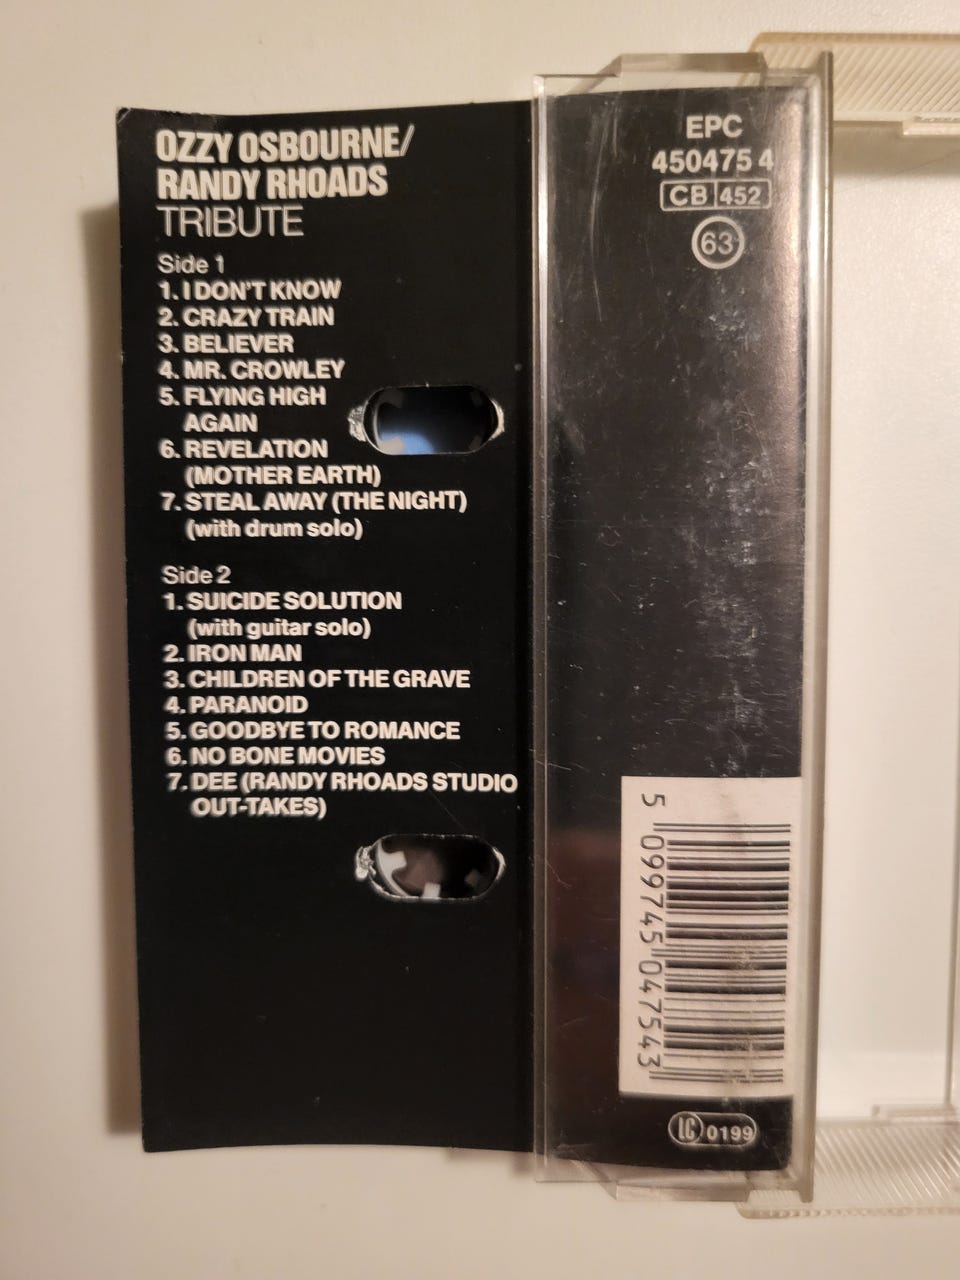 OZZY OSBOURNE/
RANDY RHOADS
TRIBUTE
Side 1
1. I DON'T KNOW
2. CRAZY TRAIN
3. BELIEVER
4. MR. CROWLEY
5. FLYING HIGH
AGAIN
6. REVELATION
(MOTHER EARTH)
7. STEAL AWAY (THE NIGHT)
(with drum solo)
Side 2
1. SUICIDE SOLUTION
(with guitar solo)
2. IRON MAN
3. CHILDREN OF THE GRAVE
4. PARANOID
5. GOODBYE TO ROMANCE
6. NO BONE MOVIES
7. DEE (RANDY RHOADS STUDIO
OUT-TAKES)
EPC
450475 4
CB 452
63
5 099745 047543
LC 0199